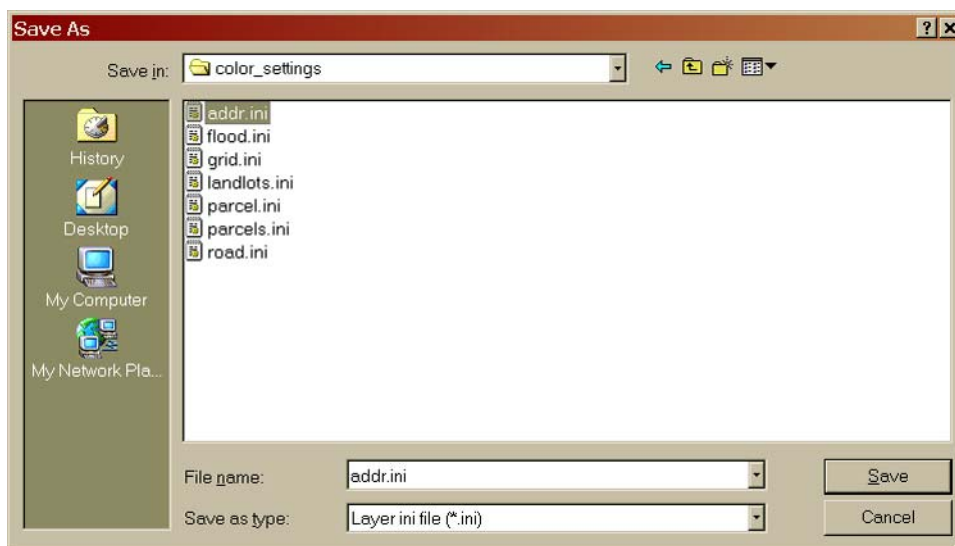 Save As
Save in:
color_settings
History
Desktop
My Computer
My Network Pla...
addr.ini
flood.ini
grid.ini
landlots.ini
parcel.ini
parcels.ini
road.ini
File name:
addr.ini
Save
Save as type:
Layer ini file (*.ini)
Cancel